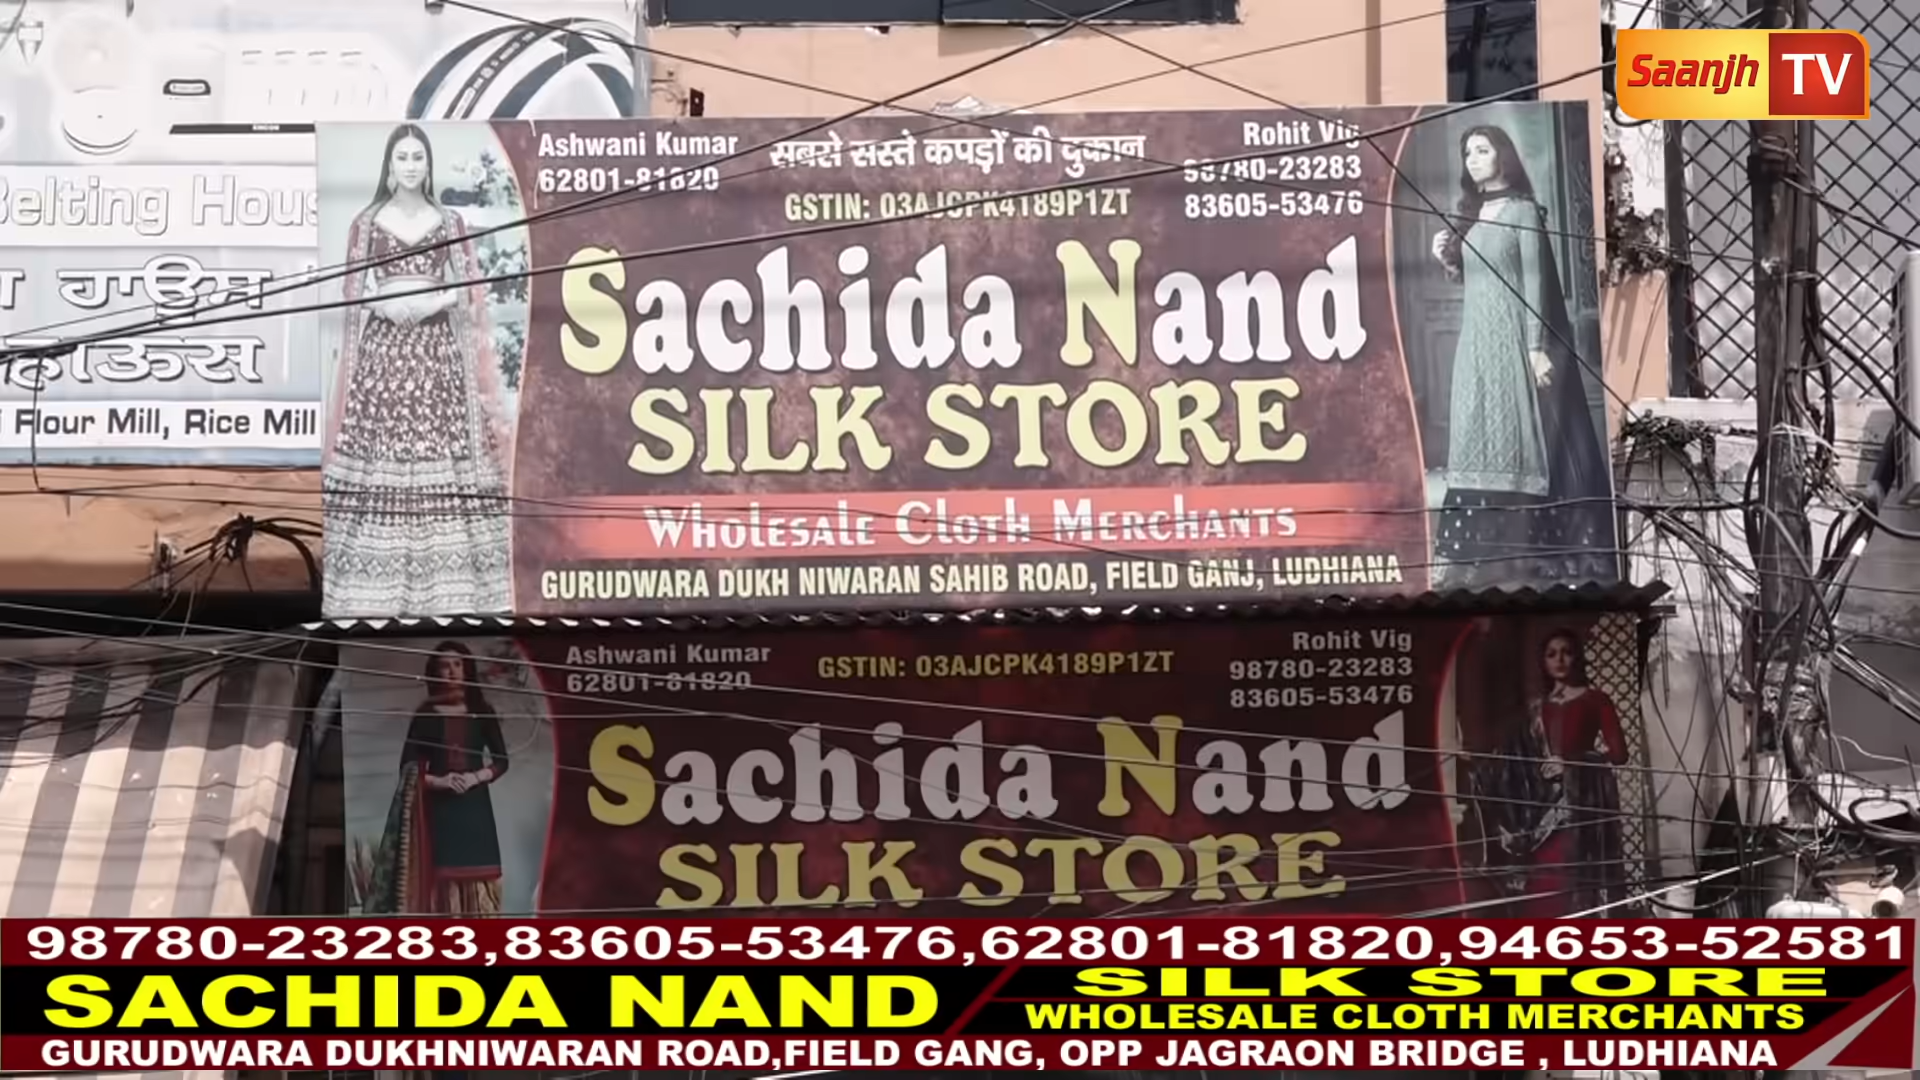 Saanjh TV
Belting House
ਹਾਊਸ
हाऊस
Flour Mill, Rice Mill
Ashwani Kumar
62801-81820
सबसे सस्ते कपड़ों की दुकान
GSTIN: 03AJCPK4189P1ZT
Rohit Vig
98780-23283
83605-53476
Sachida Nand
SILK STORE
Wholesale Cloth Merchants
GURUDWARA DUKH NIWARAN SAHIB ROAD, FIELD GANJ, LUDHIANA
Ashwani Kumar
62801-81820
GSTIN: 03AJCPK4189P1ZT
Rohit Vig
98780-23283
83605-53476
Sachida Nand
SILK STORE
98780-23283,83605-53476,62801-81820,94653-52581
SACHIDA NAND
SILK STORE
WHOLESALE CLOTH MERCHANTS
GURUDWARA DUKHNIWARAN ROAD,FIELD GANG, OPP JAGRAON BRIDGE , LUDHIANA